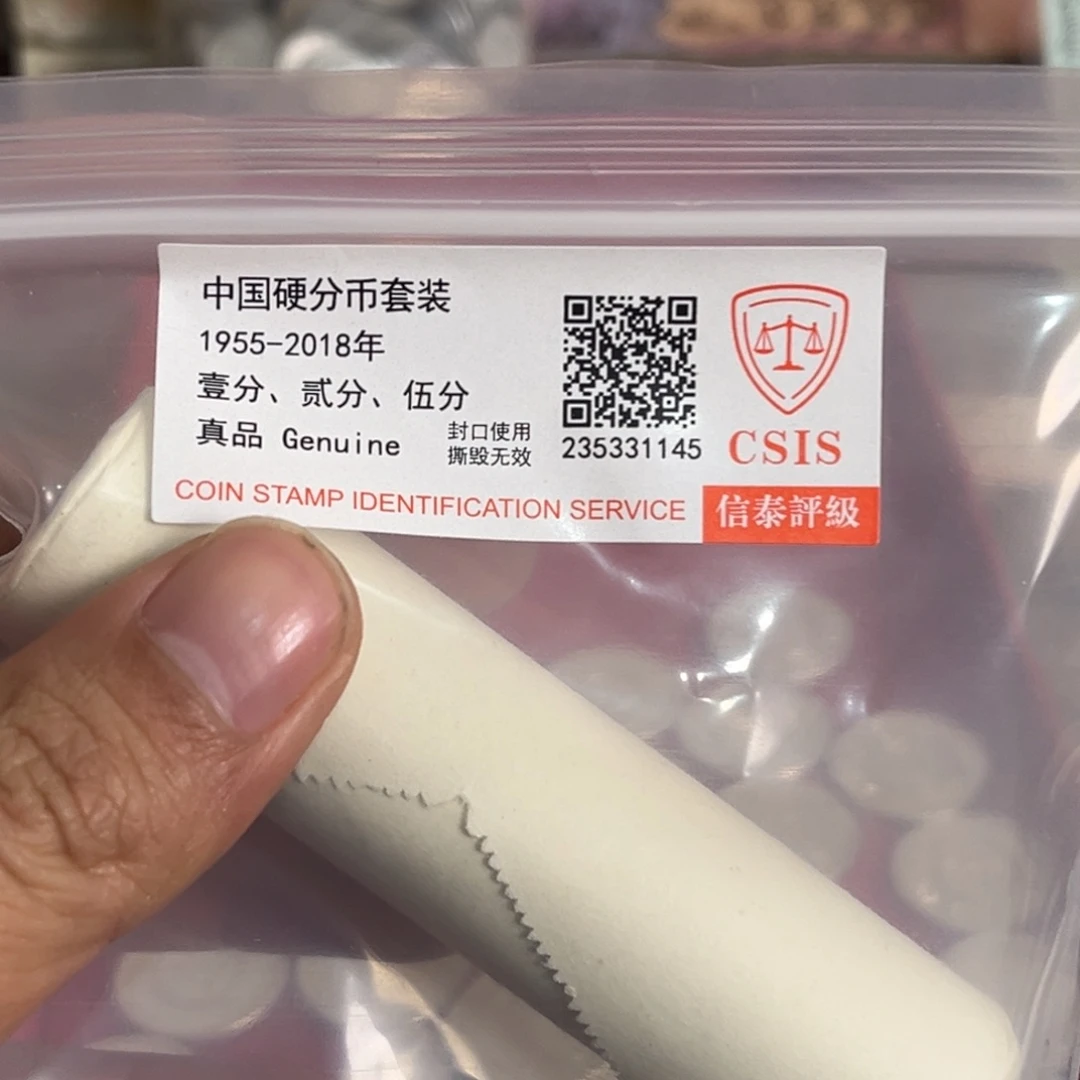 中国硬分币套装
1955-2018年
壹分、贰分、伍分
真品 Genuine
封口使用
撕毁无效
235331145
CSIS
COIN STAMP IDENTIFICATION SERVICE
信泰評級